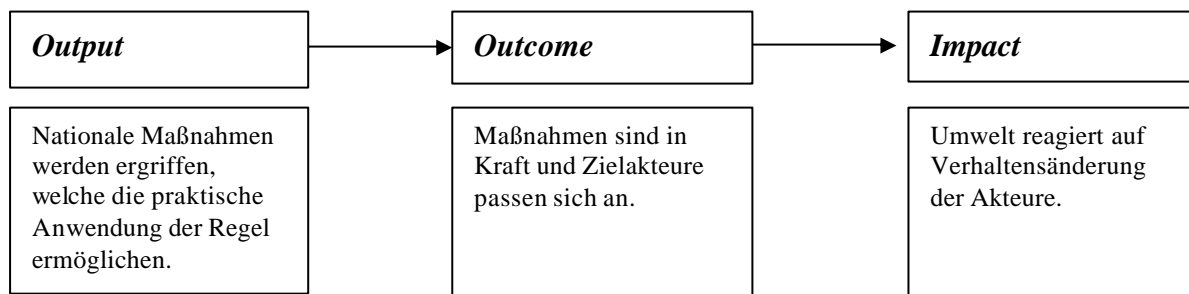 Output
Outcome
Impact
Nationale Maßnahmen
werden ergriffen,
welche die praktische
Anwendung der Regel
ermöglichen.
Maßnahmen sind in
Kraft und Zielakteure
passen sich an.
Umwelt reagiert auf
Verhaltensänderung
der Akteure.